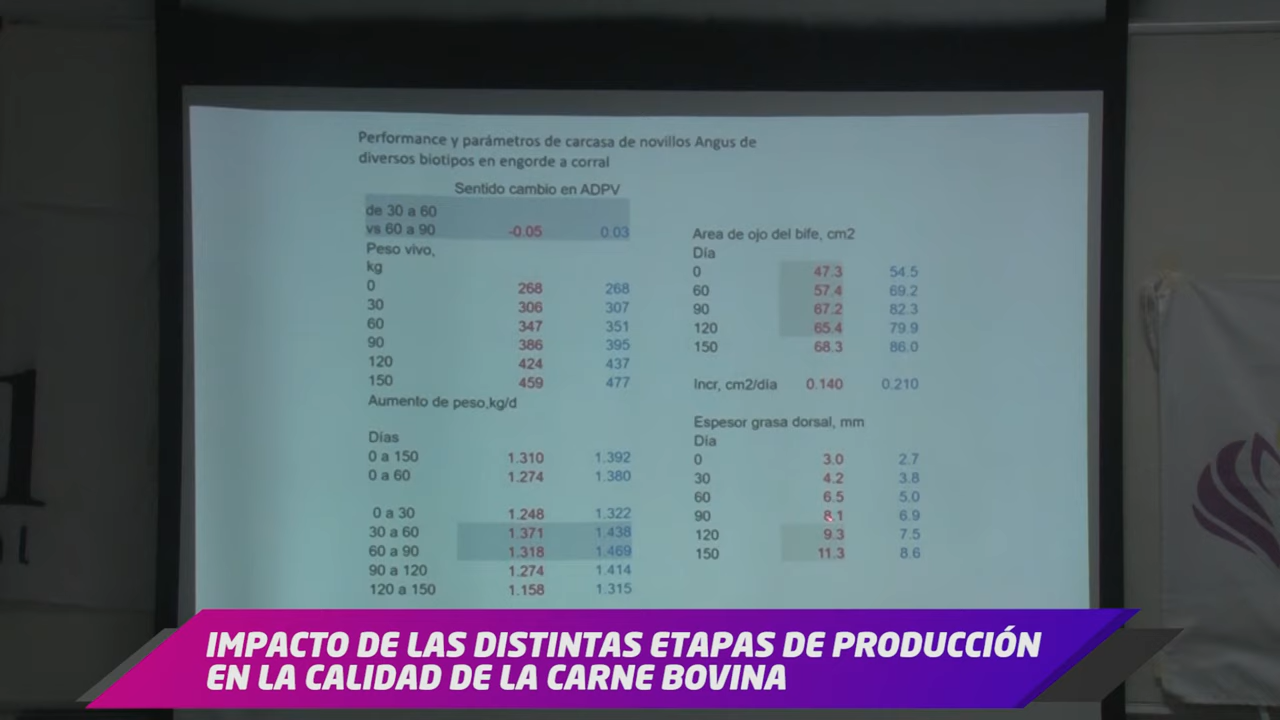 Performance y parámetros de carcasa de novillos Angus de
diversos biotipos en engorde a corral
Sentido cambio en ADPV
de 30 a 60
vs 60 a 90 -0.05 0.03
Peso vivo,
kg
0 268 268
30 306 307
60 347 351
90 386 395
120 424 437
150 459 477
Aumento de peso,kg/d
Días
0 a 150 1.310 1.392
0 a 60 1.274 1.380
0 a 30 1.248 1.322
30 a 60 1.371 1.438
60 a 90 1.318 1.469
90 a 120 1.274 1.414
120 a 150 1.158 1.315
Area de ojo del bife, cm2
Día
0 47.3 54.5
60 57.4 69.2
90 67.2 82.3
120 65.4 79.9
150 68.3 86.0
Incr, cm2/día 0.140 0.210
Espesor grasa dorsal, mm
Día
0 3.0 2.7
30 4.2 3.8
60 6.5 5.0
90 8.1 6.9
120 9.3 7.5
150 11.3 8.6
IMPACTO DE LAS DISTINTAS ETAPAS DE PRODUCCIÓN
EN LA CALIDAD DE LA CARNE BOVINA